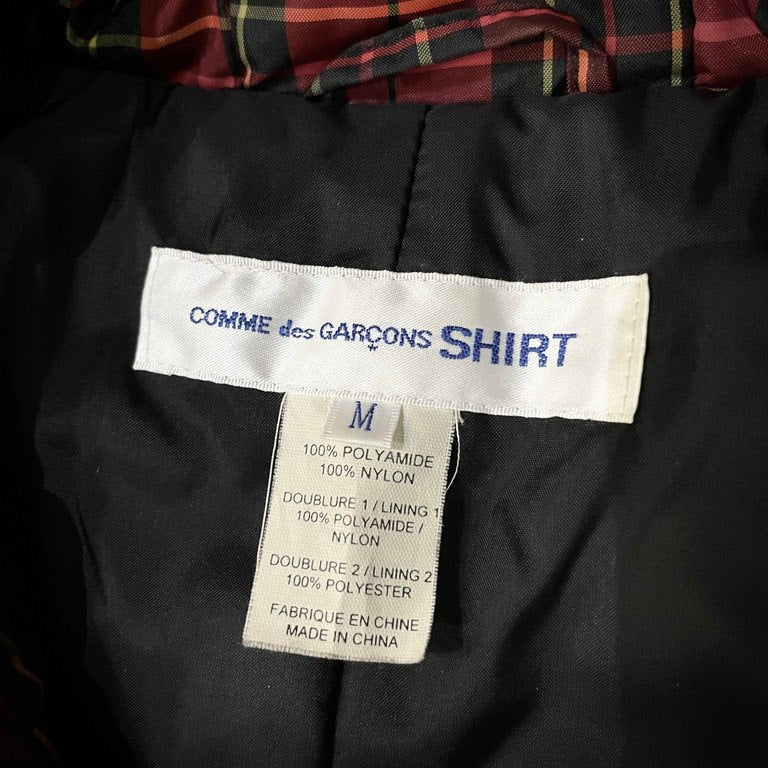 COMME des GARÇONS SHIRT
M
100% POLYAMIDE
100% NYLON
DOUBLURE 1 / LINING 1
100% POLYAMIDE /
NYLON
DOUBLURE 2 / LINING 2
100% POLYESTER
FABRIQUE EN CHINE
MADE IN CHINA